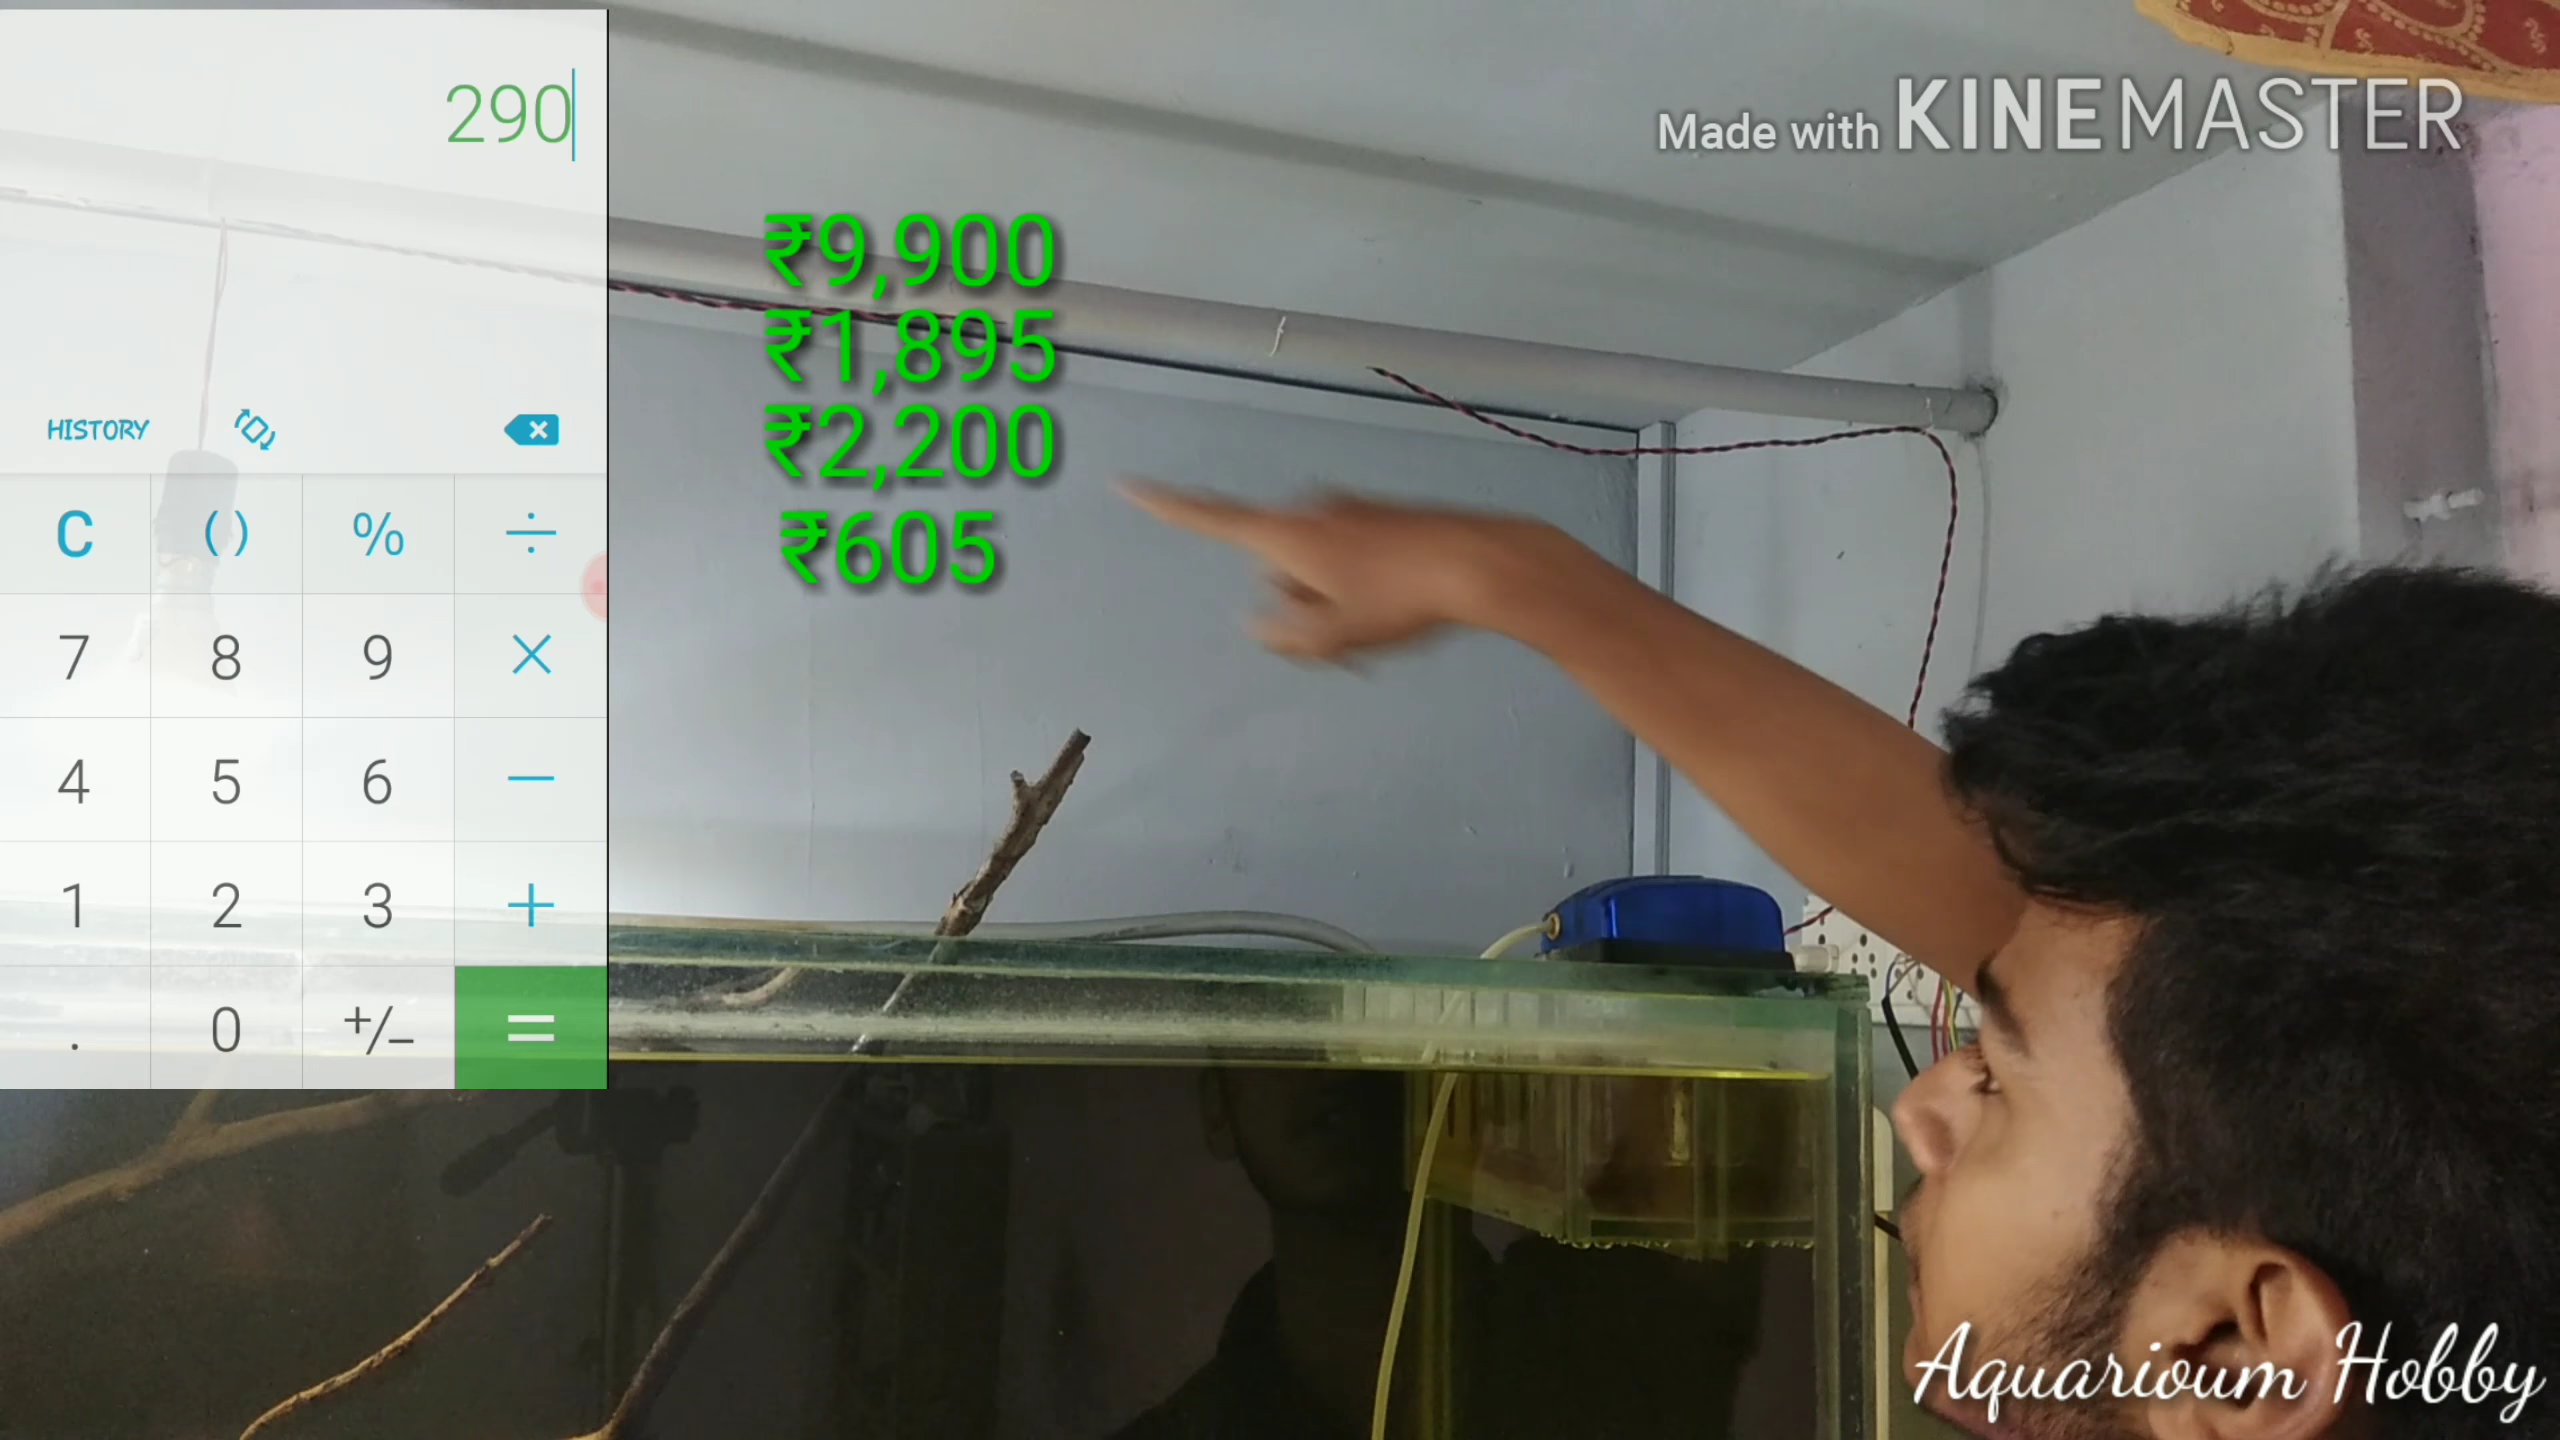 290
HISTORY
C () % ÷
7 8 9 ×
4 5 6 −
1 2 3 +
. 0 +/− =
₹9,900
₹1,895
₹2,200
₹605
Made with KINEMASTER
Aquarioum Hobby